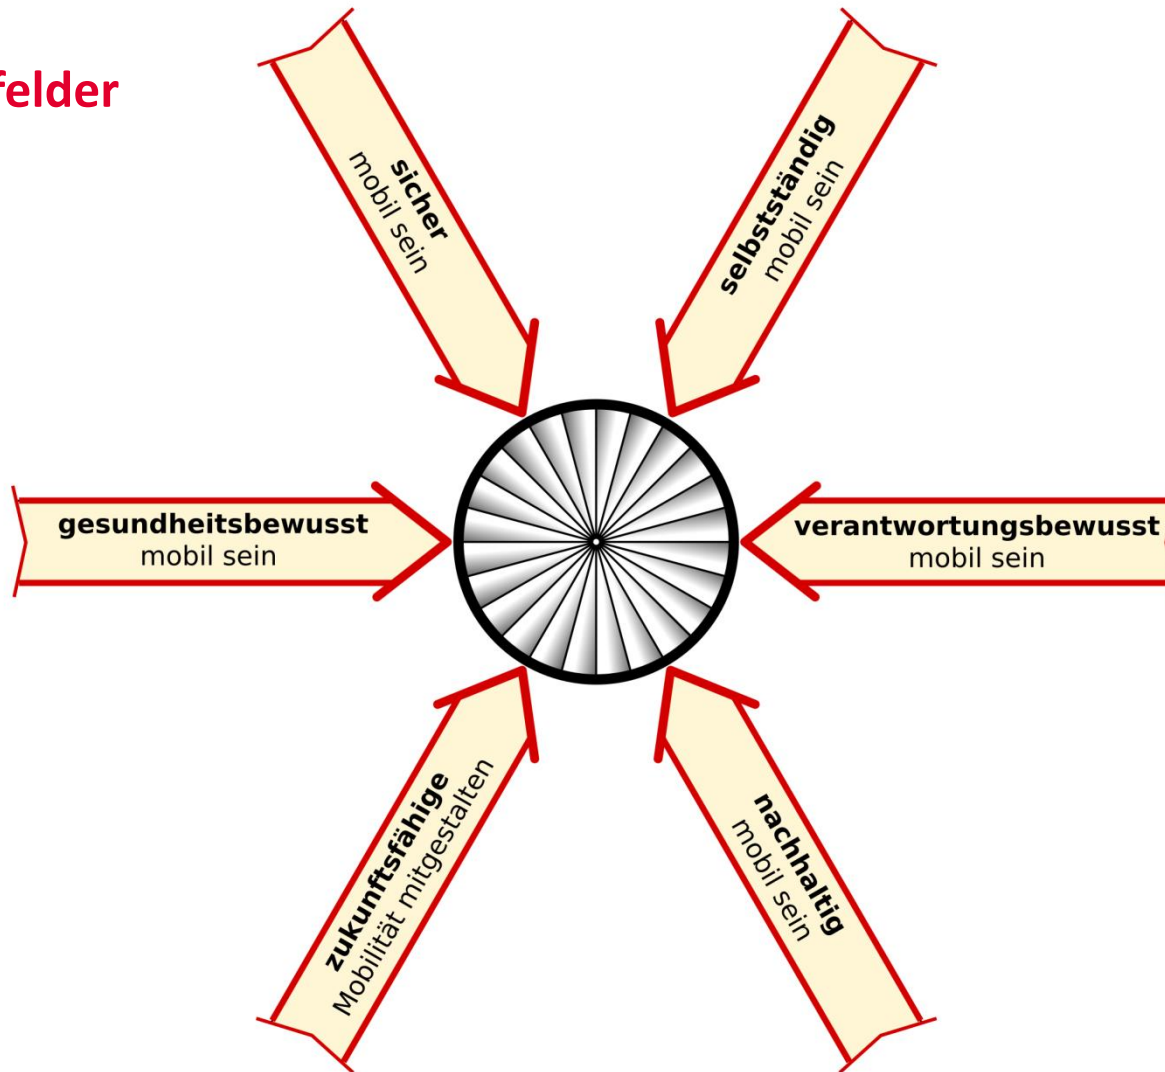 felder
sicher
mobil sein
selbstständig
mobil sein
gesundheitsbewusst
mobil sein
verantwortungsbewusst
mobil sein
zukunftsfähige
Mobilität mitgestalten
nachhaltig
mobil sein